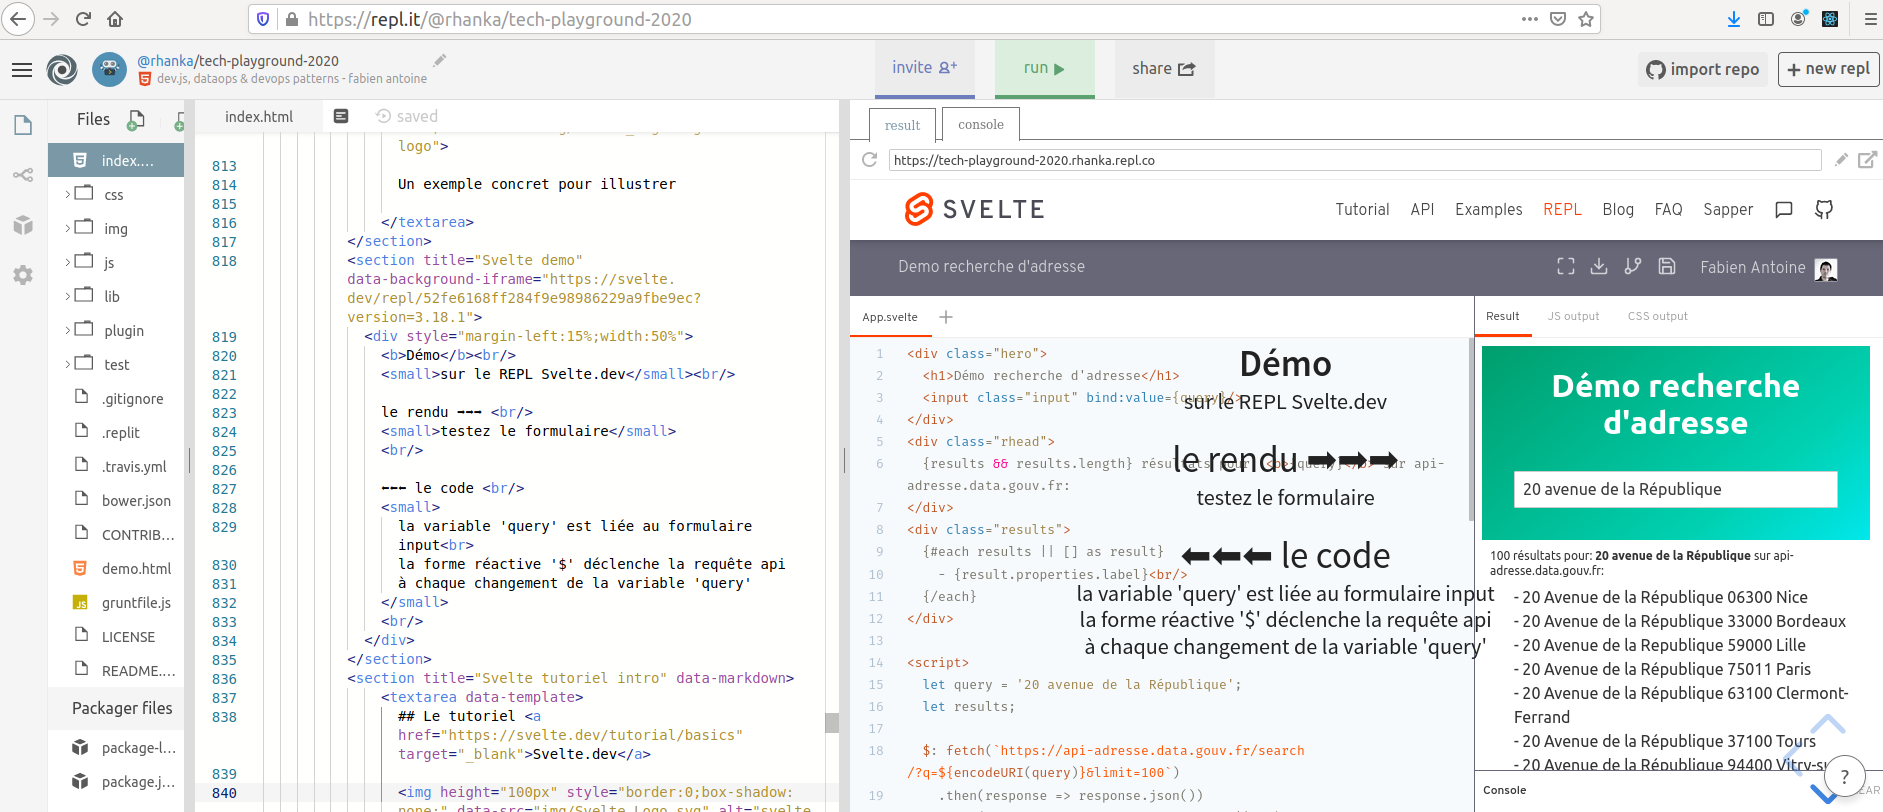 https://repl.it/@rhanka/tech-playground-2020
@rhanka/tech-playground-2020
dev.js, dataops & devops patterns - fabien antoine
invite
run
share
import repo
+ new repl
Files
index....
css
img
js
lib
plugin
test
.gitignore
.replit
.travis.yml
bower.json
CONTRIB...
demo.html
gruntfile.js
LICENSE
README....
Packager files
package-l...
package.j...
index.html
saved
logo">
813
814 Un exemple concret pour illustrer
815
816 </textarea>
817 </section>
818 <section title="Svelte demo"
data-background-iframe="https://svelte.
dev/repl/52fe6168ff284f9e98986229a9fbe9ec?
version=3.18.1">
819 <div style="margin-left:15%;width:50%">
820 <b>Démo</b><br/>
821 <small>sur le REPL Svelte.dev</small><br/>
822
823 le rendu ➡➡➡ <br/>
824 <small>testez le formulaire</small>
825 <br/>
826
827 ⬅⬅⬅ le code <br/>
828 <small>
829 la variable 'query' est liée au formulaire
input<br>
830 la forme réactive '$' déclenche la requête api
831 à chaque changement de la variable 'query'
832 </small>
833 <br/>
834 </div>
835 </section>
836 <section title="Svelte tutoriel intro" data-markdown>
837 <textarea data-template>
838 ## Le tutoriel <a
href="https://svelte.dev/tutorial/basics"
target="_blank">Svelte.dev</a>
839
840 <img height="100px" style="border:0;box-shadow:
none;" data-src="img/Svelte Logo.svg" alt="svelte
result
console
https://tech-playground-2020.rhanka.repl.co
SVELTE
Tutorial
API
Examples
REPL
Blog
FAQ
Sapper
Demo recherche d'adresse
Fabien Antoine
App.svelte
+
1 <div class="hero">
2 <h1>Démo recherche d'adresse</h1>
3 <input class="input" bind:value={query}/>
4 </div>
5 <div class="rhead">
6 {results && results.length} résultats pour: <b>{query}</b> sur api-
adresse.data.gouv.fr:
7 </div>
8 <div class="results">
9 {#each results || [] as result}
10 - {result.properties.label}<br/>
11 {/each}
12 </div>
13
14 <script>
15 let query = '20 avenue de la République';
16 let results;
17
18 $: fetch(`https://api-adresse.data.gouv.fr/search
/?q=${encodeURI(query)}&limit=100`)
19 .then(response => response.json())
Démo
sur le REPL Svelte.dev
le rendu ➡➡➡
testez le formulaire
⬅⬅⬅ le code
la variable 'query' est liée au formulaire input
la forme réactive '$' déclenche la requête api
à chaque changement de la variable 'query'
Result
JS output
CSS output
Démo recherche
d'adresse
20 avenue de la République
100 résultats pour: 20 avenue de la République sur api-
adresse.data.gouv.fr:
- 20 Avenue de la République 06300 Nice
- 20 Avenue de la République 33000 Bordeaux
- 20 Avenue de la République 59000 Lille
- 20 Avenue de la République 75011 Paris
- 20 Avenue de la République 63100 Clermont-
Ferrand
- 20 Avenue de la République 37100 Tours
- 20 Avenue de la République 94400 Vitry-su
?
Console